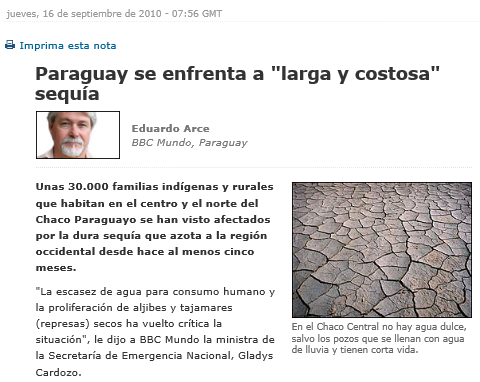 jueves, 16 de septiembre de 2010 - 07:56 GMT
Imprima esta nota
Paraguay se enfrenta a "larga y costosa"
sequía
Eduardo Arce
BBC Mundo, Paraguay
Unas 30.000 familias indígenas y rurales
que habitan en el centro y el norte del
Chaco Paraguayo se han visto afectados
por la dura sequía que azota a la región
occidental desde hace al menos cinco
meses.
"La escasez de agua para consumo humano y
la proliferación de aljibes y tajamares
(represas) secos ha vuelto crítica la
situación", le dijo a BBC Mundo la ministra de
la Secretaría de Emergencia Nacional, Gladys
Cardozo.
En el Chaco Central no hay agua dulce,
salvo los pozos que se llenan con agua
de lluvia y tienen corta vida.